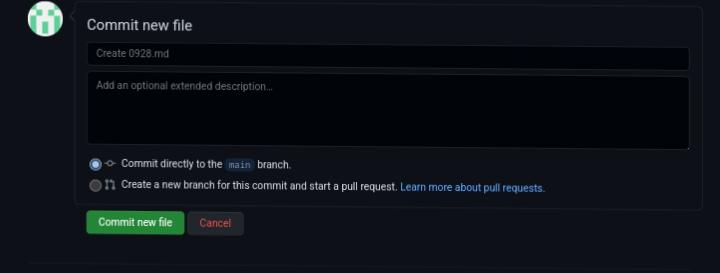 Commit new file
Create 0928.md
Add an optional extended description...
Commit directly to the main branch.
Create a new branch for this commit and start a pull request. Learn more about pull requests.
Commit new file
Cancel